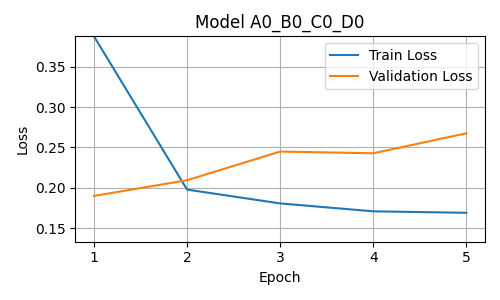 Model A0_B0_C0_D0
Train Loss
Validation Loss
0.35
0.30
0.25
0.20
0.15
Loss
1 2 3 4 5
Epoch